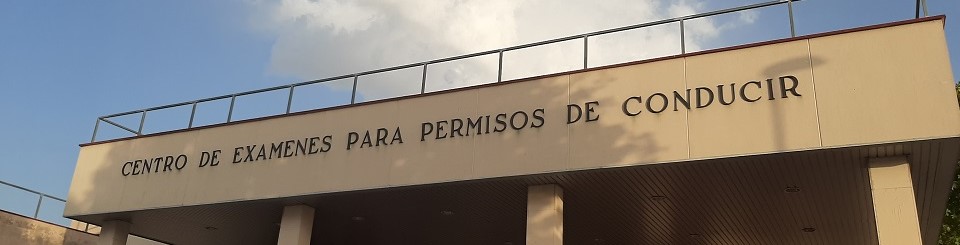 CENTRO DE EXAMENES PARA PERMISOS DE CONDUCIR